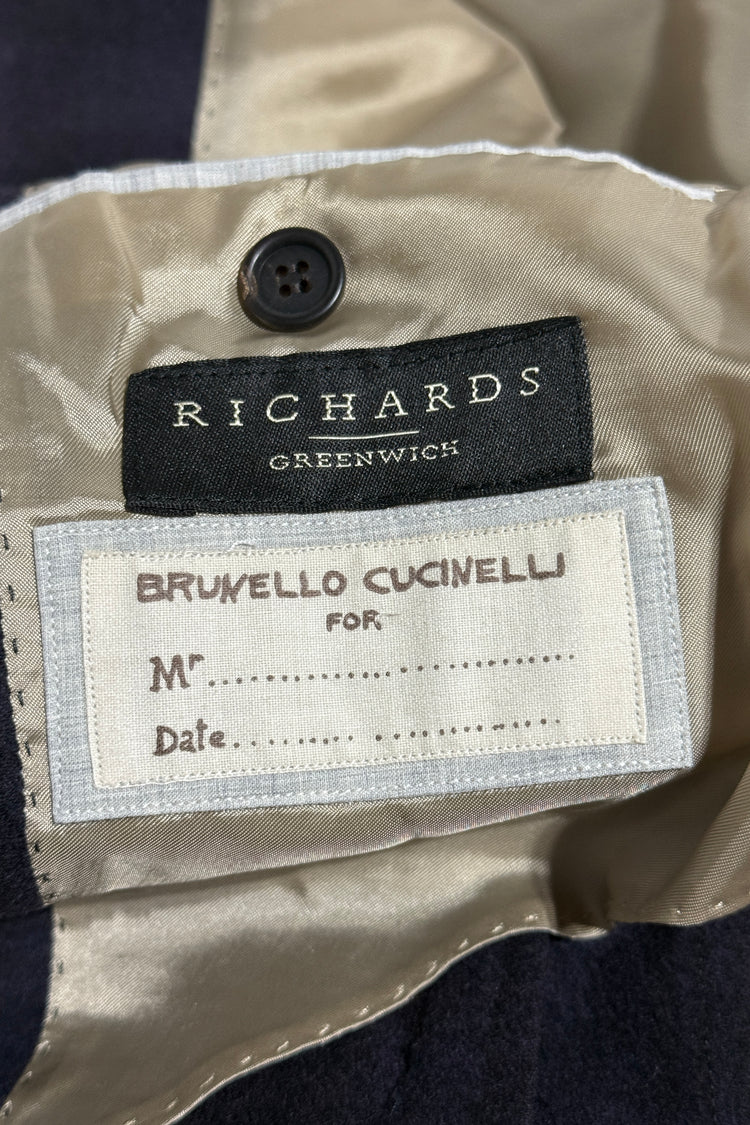 RICHARDS
GREENWICH
BRUNELLO CUCINELLI
FOR
Mr....................................
Date......... ................